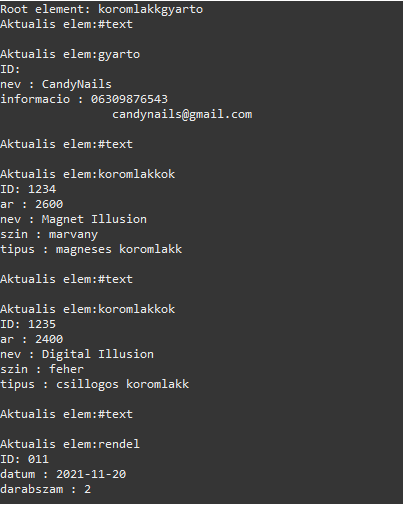 Root element: koromlakkgyarto
Aktualis elem:#text
Aktualis elem:gyarto
ID:
nev : CandyNails
informacio : 06309876543
candynails@gmail.com
Aktualis elem:#text
Aktualis elem:koromlakkok
ID: 1234
ar : 2600
nev : Magnet Illusion
szin : marvany
tipus : magneses koromlakk
Aktualis elem:#text
Aktualis elem:koromlakkok
ID: 1235
ar : 2400
nev : Digital Illusion
szin : feher
tipus : csillogos koromlakk
Aktualis elem:#text
Aktualis elem:rendel
ID: 011
datum : 2021-11-20
darabszam : 2